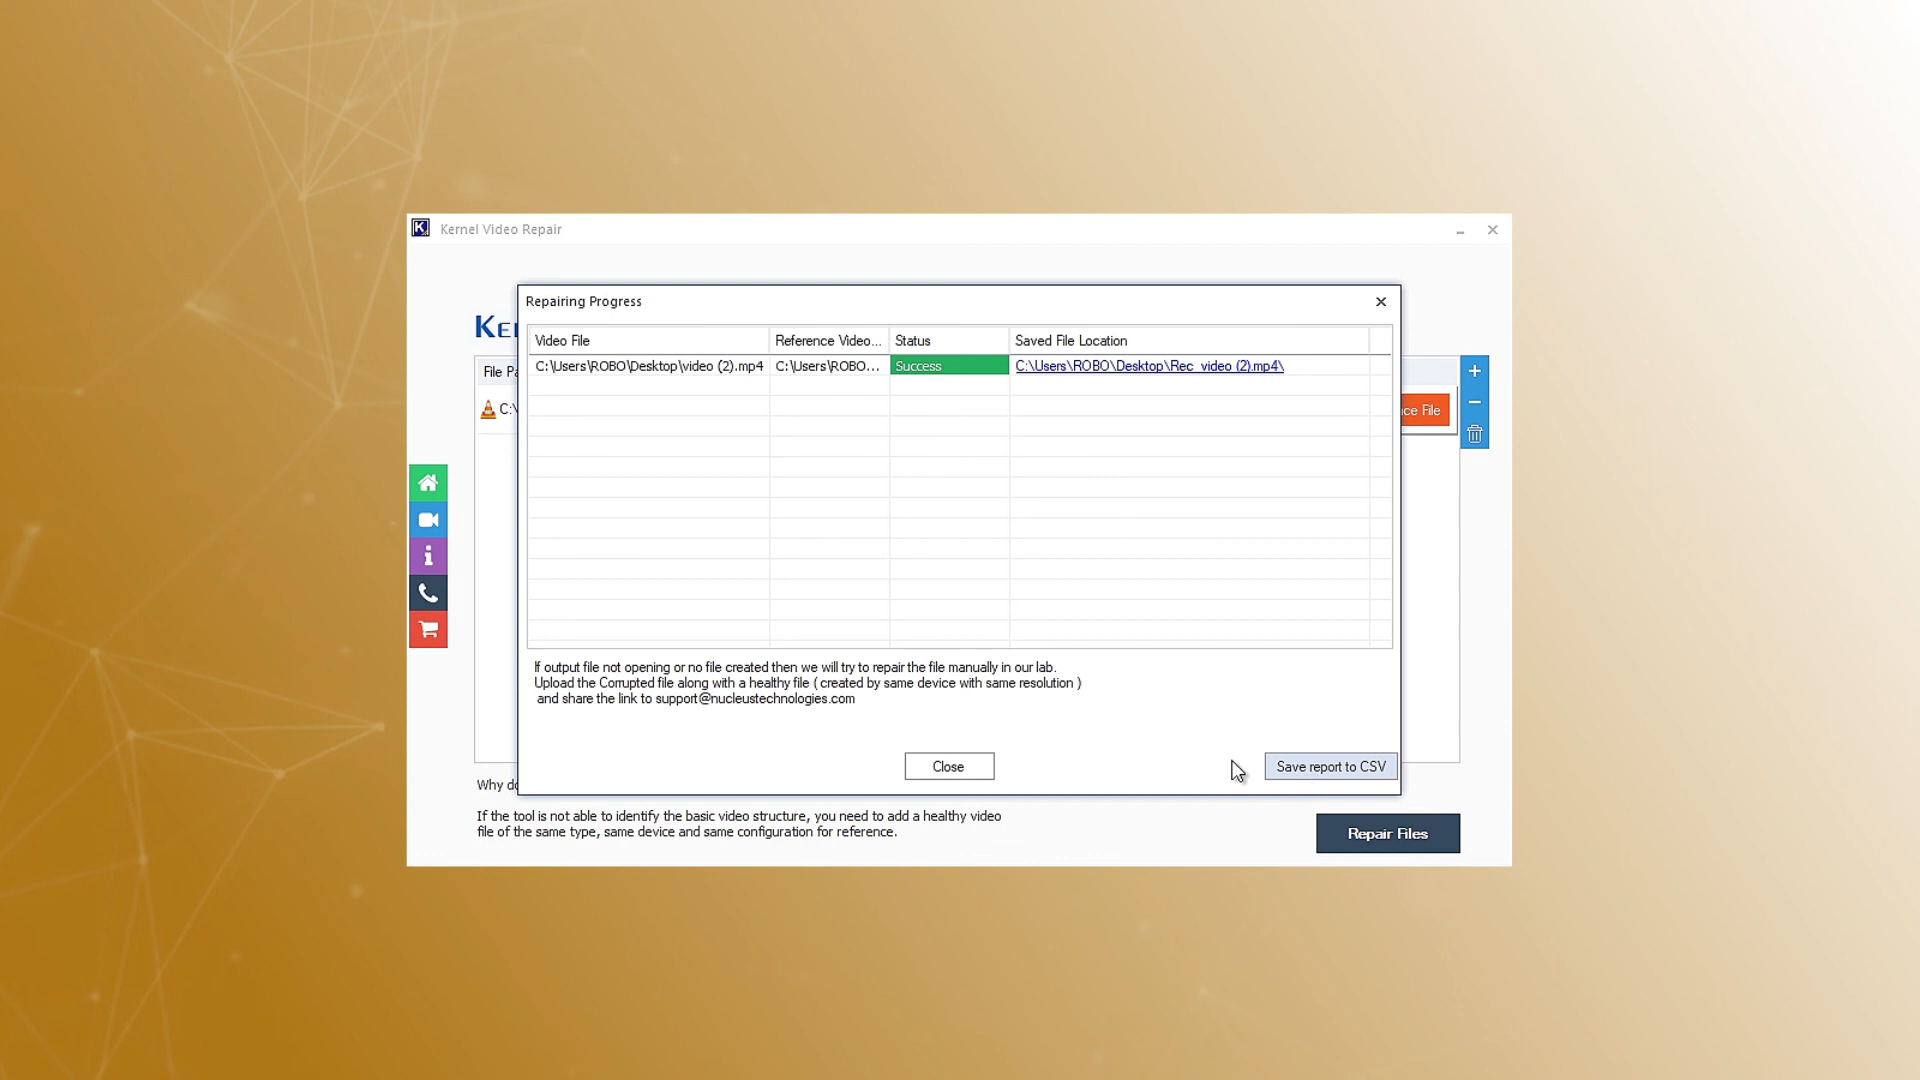 Kernel Video Repair
Repairing Progress
Video File
Reference Video...
Status
Saved File Location
C:\Users\ROBO\Desktop\video (2).mp4
C:\Users\ROBO...
Success
C:\Users\ROBO\Desktop\Rec_video (2).mp4\
If output file not opening or no file created then we will try to repair the file manually in our lab.
Upload the Corrupted file along with a healthy file ( created by same device with same resolution )
and share the link to support@nucleustechnologies.com
Close
Save report to CSV
File
C:\
File
Why
If the tool is not able to identify the basic video structure, you need to add a healthy video
file of the same type, same device and same configuration for reference.
Repair Files